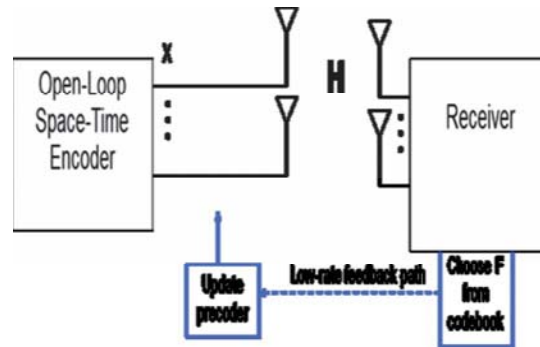 X
Open-Loop
Space-Time
Encoder
H
Receiver
Update
precoder
Low-rate feedback path
Choose F
from
codebook